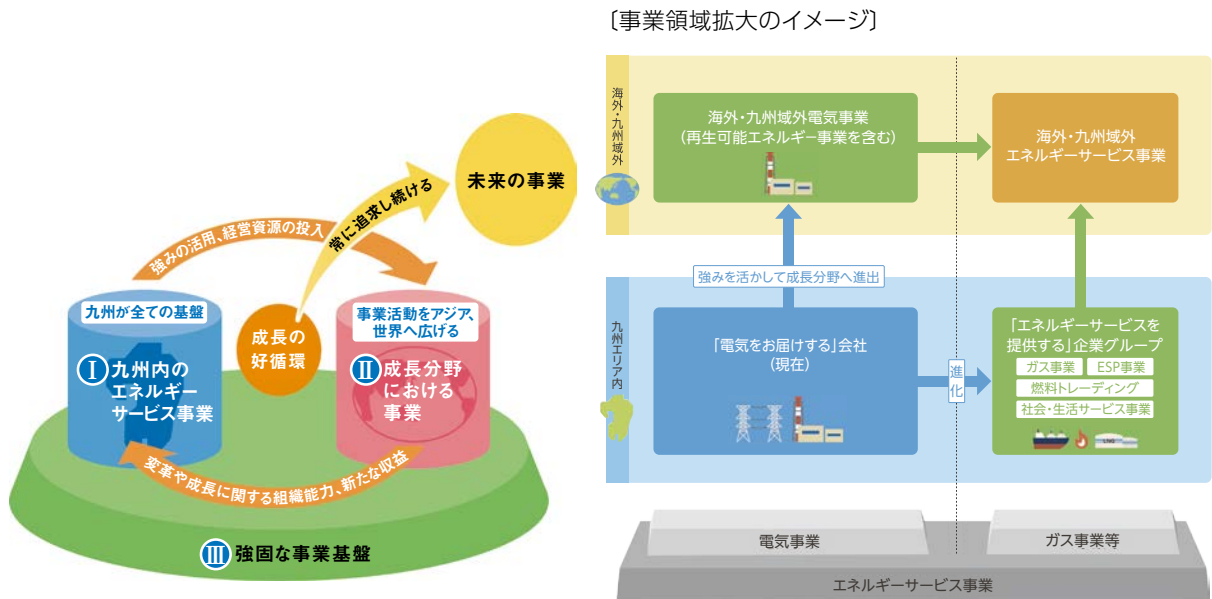 未来の事業
常に追求し続ける
強みの活用、経営資源の投入
九州が全ての基盤
Ⅰ 九州内の
エネルギー
サービス事業
成長の
好循環
事業活動をアジア、
世界へ広げる
Ⅱ 成長分野
における
事業
変革や成長に関する組織能力、新たな収益
Ⅲ 強固な事業基盤
〔事業領域拡大のイメージ〕
海外・九州域外
海外・九州域外電気事業
（再生可能エネルギー事業を含む）
海外・九州域外
エネルギーサービス事業
強みを活かして成長分野へ進出
九州エリア内
「電気をお届けする」会社
（現在）
進化
「エネルギーサービスを
提供する」企業グループ
ガス事業 ESP事業
燃料トレーディング
社会・生活サービス事業
LNG
電気事業
ガス事業等
エネルギーサービス事業